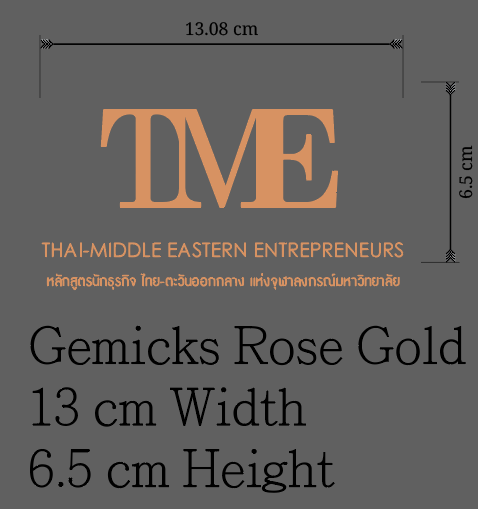 13.08 cm
6.5 cm
TME
THAI-MIDDLE EASTERN ENTREPRENEURS
หลักสูตรนักธุรกิจ ไทย-ตะวันออกกลาง แห่งจุฬาลงกรณ์มหาวิทยาลัย
Gemicks Rose Gold
13 cm Width
6.5 cm Height